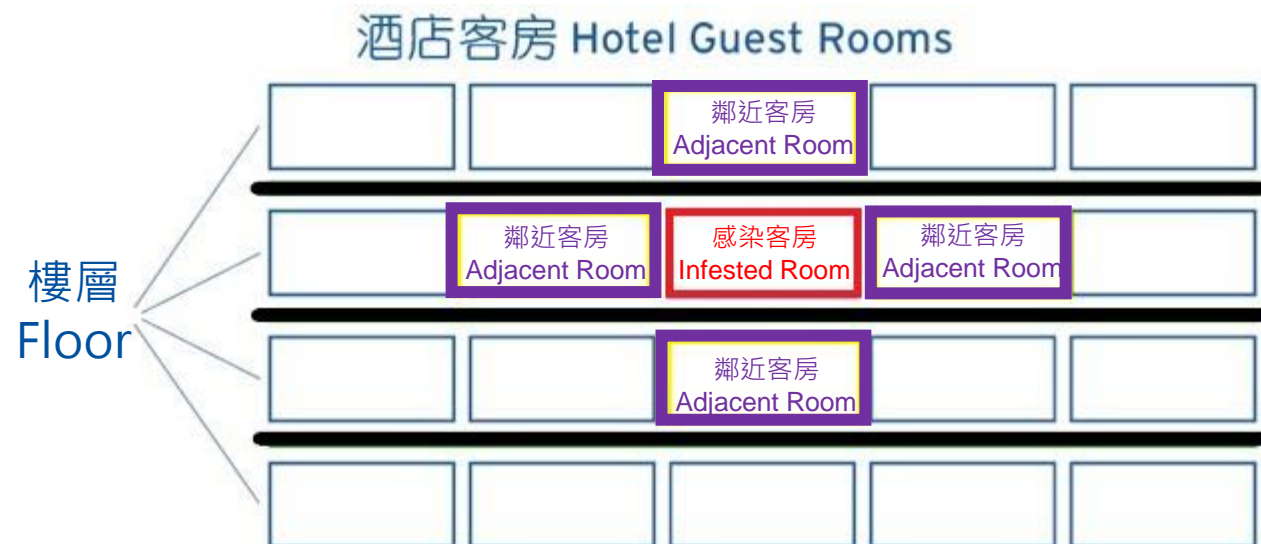 酒店客房 Hotel Guest Rooms
鄰近客房
Adjacent Room
鄰近客房
Adjacent Room
感染客房
Infested Room
鄰近客房
Adjacent Room
樓層
Floor
鄰近客房
Adjacent Room